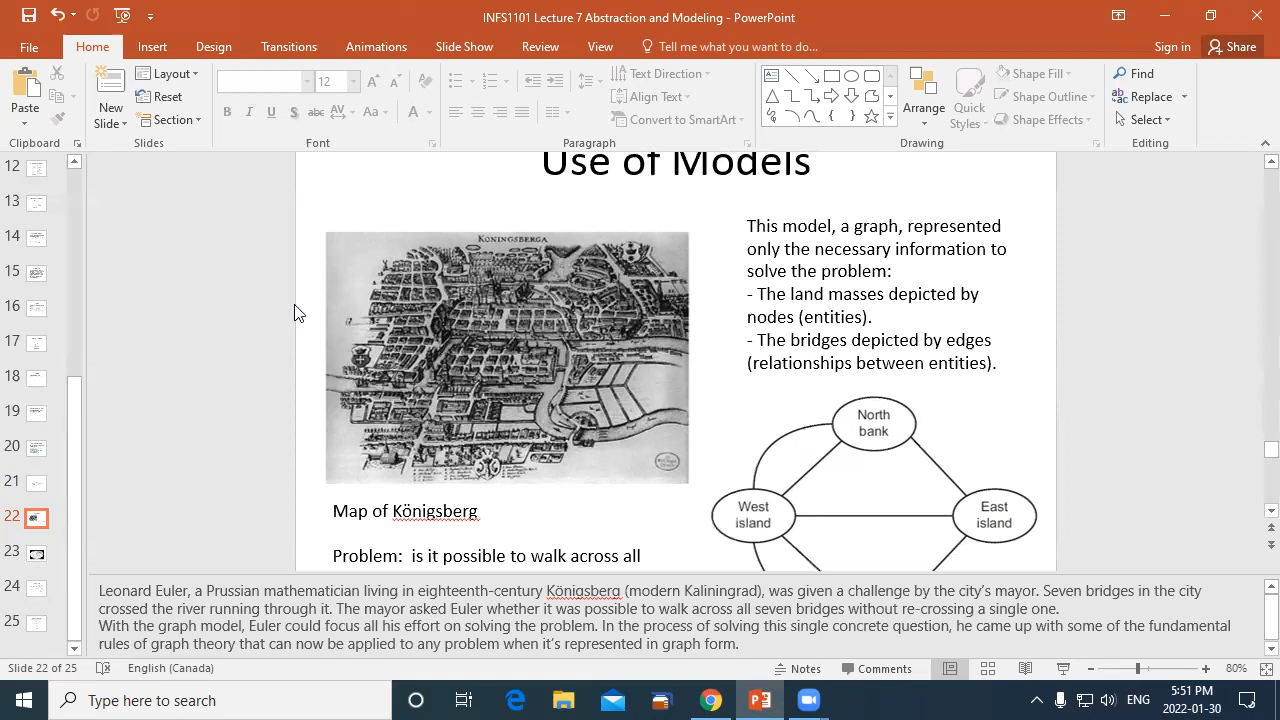 INFS1101 Lecture 7 Abstraction and Modeling - PowerPoint
File Home Insert Design Transitions Animations Slide Show Review View Tell me what you want to do... Sign in Share
Paste
New
Slide
Layout
Reset
Section
12
B I U S abc AV Aa A
Text Direction
Align Text
Convert to SmartArt
Arrange
Quick
Styles
Shape Fill
Shape Outline
Shape Effects
Find
Replace
Select
Clipboard Slides Font Paragraph Drawing Editing
12
13
14
15
16
17
18
19
20
21
22
23
24
25
Use of Models
KONINGSBERGA
This model, a graph, represented
only the necessary information to
solve the problem:
- The land masses depicted by
nodes (entities).
- The bridges depicted by edges
(relationships between entities).
North
bank
West
island
East
island
Map of Königsberg
Problem: is it possible to walk across all
Leonard Euler, a Prussian mathematician living in eighteenth-century Königsburg (modern Kaliningrad), was given a challenge by the city's mayor. Seven bridges in the city
crossed the river running through it. The mayor asked Euler whether it was possible to walk across all seven bridges without re-crossing a single one.
With the graph model, Euler could focus all his effort on solving the problem. In the process of solving this single concrete question, he came up with some of the fundamental
rules of graph theory that can now be applied to any problem when it's represented in graph form.
Slide 22 of 25 English (Canada) Notes Comments 80%
Type here to search
ENG
5:51 PM
2022-01-30